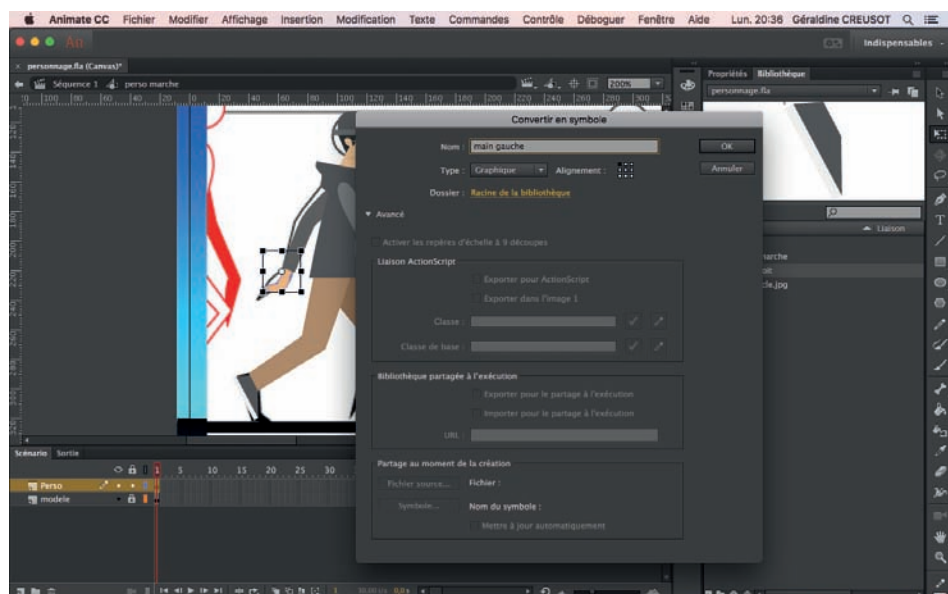 Animate CC Fichier Modifier Affichage Insertion Modification Texte Commandes Contrôle Déboguer Fenêtre Aide Lun. 20:36 Géraldine CREUSOT
An Indispensables
× personnage.fla (Canvas)*
Séquence 1 perso marche 200%
Propriétés Bibliothèque
personnage.fla
Convertir en symbole
Nom : main gauche OK
Type : Graphique Alignement : Annuler
Dossier : Racine de la bibliothèque
Avancé
Activer les repères d'échelle à 9 découpes
Liaison ActionScript
Exporter pour ActionScript
Exporter dans l'image 1
Classe :
Classe de base :
Bibliothèque partagée à l'exécution
Exporter pour le partage à l'exécution
Importer pour le partage à l'exécution
URL :
Partage au moment de la création
Fichier source... Fichier :
Symbole... Nom du symbole :
Mettre à jour automatiquement
Liaison
Scénario Sortie
1 5 10 15 20 25 30
Perso
modele